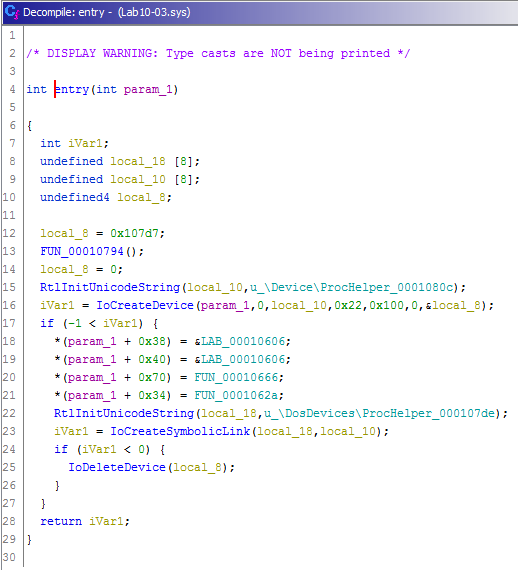 Decompile: entry - (Lab10-03.sys)
1
2 /* DISPLAY WARNING: Type casts are NOT being printed */
3
4 int entry(int param_1)
5
6 {
7 int iVar1;
8 undefined local_18 [8];
9 undefined local_10 [8];
10 undefined4 local_8;
11
12 local_8 = 0x107d7;
13 FUN_00010794();
14 local_8 = 0;
15 RtlInitUnicodeString(local_10,u_\Device\ProcHelper_0001080c);
16 iVar1 = IoCreateDevice(param_1,0,local_10,0x22,0x100,0,&local_8);
17 if (-1 < iVar1) {
18 *(param_1 + 0x38) = &LAB_00010606;
19 *(param_1 + 0x40) = &LAB_00010606;
20 *(param_1 + 0x70) = FUN_00010666;
21 *(param_1 + 0x34) = FUN_0001062a;
22 RtlInitUnicodeString(local_18,u_\DosDevices\ProcHelper_000107de);
23 iVar1 = IoCreateSymbolicLink(local_18,local_10);
24 if (iVar1 < 0) {
25 IoDeleteDevice(local_8);
26 }
27 }
28 return iVar1;
29 }
30